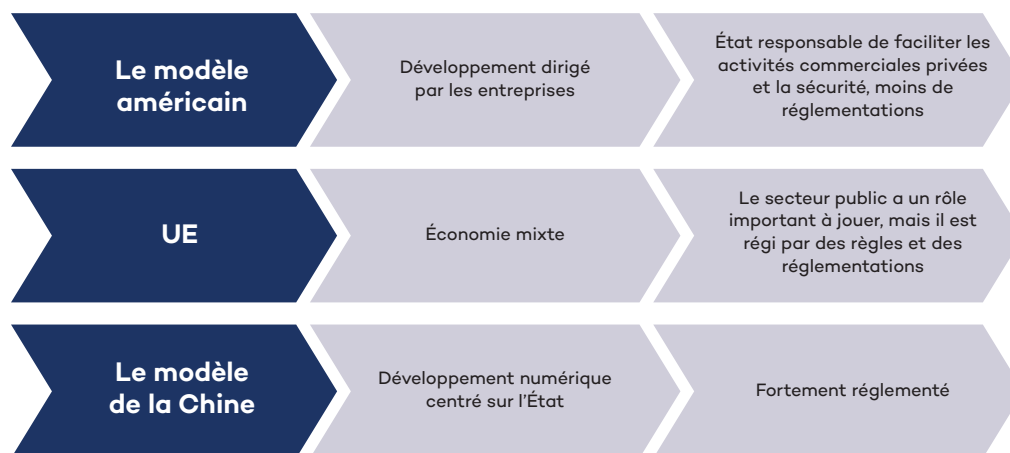 Le modèle
américain
Développement dirigé
par les entreprises
État responsable de faciliter les
activités commerciales privées
et la sécurité, moins de
réglementations
UE
Économie mixte
Le secteur public a un rôle
important à jouer, mais il est
régi par des règles et des
réglementations
Le modèle
de la Chine
Développement numérique
centré sur l’État
Fortement réglementé